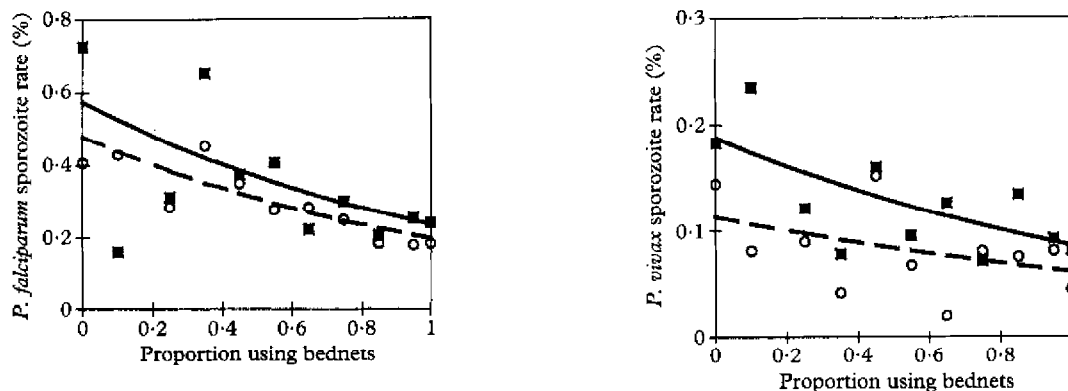 P. falciparum sporozoite rate (%)
0·8
0·6
0·4
0·2
0
0 0·2 0·4 0·6 0·8 1
Proportion using bednets
P. vivax sporozoite rate (%)
0·3
0·2
0·1
0
0 0·2 0·4 0·6 0·8
Proportion using bednets